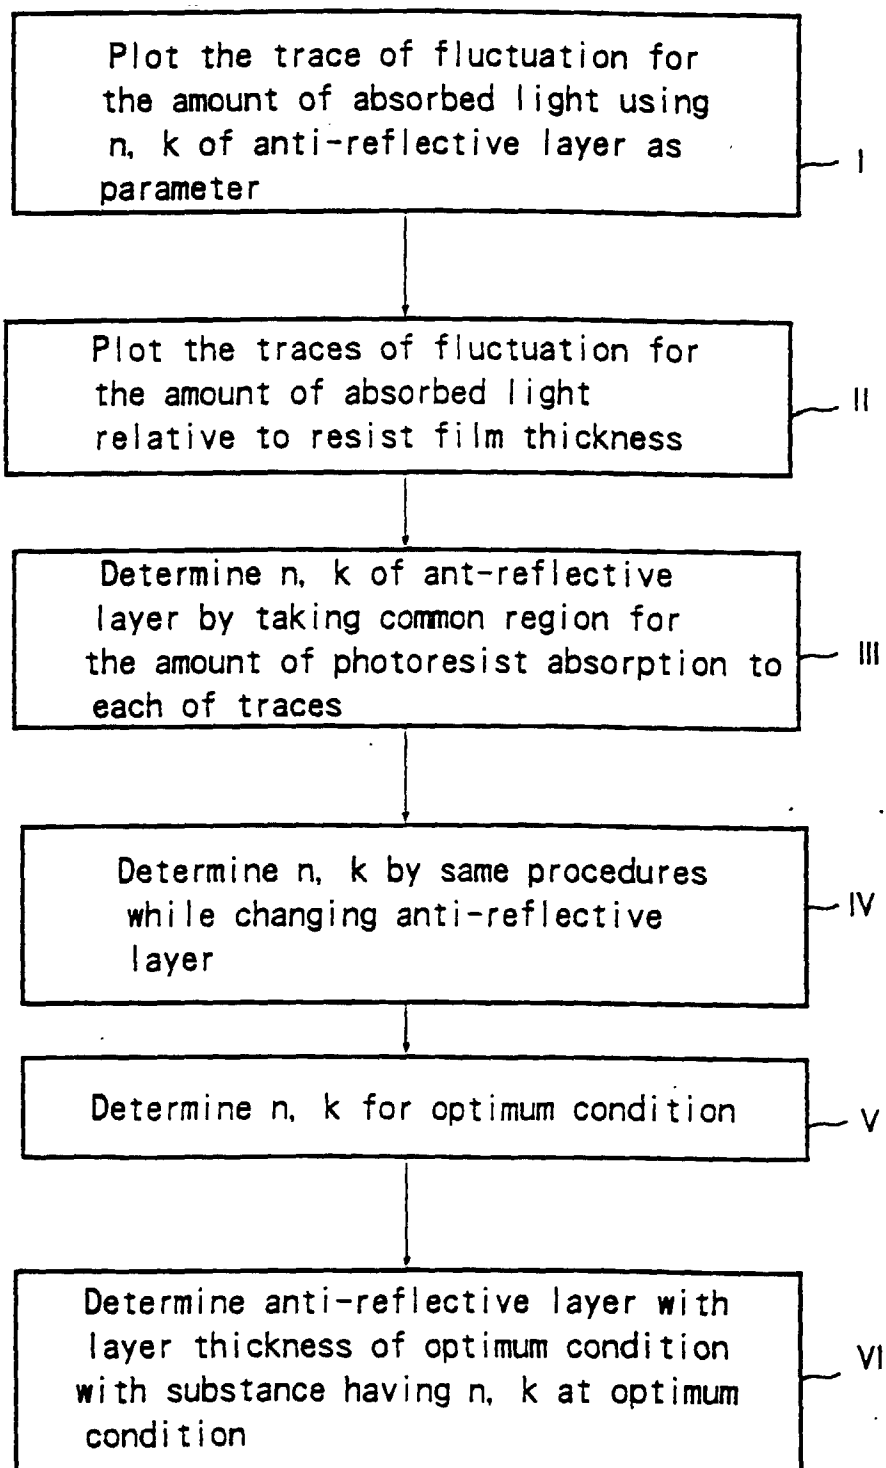 Plot the trace of fluctuation for
the amount of absorbed light using
n, k of anti-reflective layer as
parameter
I
Plot the traces of fluctuation for
the amount of absorbed light
relative to resist film thickness
II
Determine n, k of ant-reflective
layer by taking common region for
the amount of photoresist absorption to
each of traces
III
Determine n, k by same procedures
while changing anti-reflective
layer
IV
Determine n, k for optimum condition
V
Determine anti-reflective layer with
layer thickness of optimum condition
with substance having n, k at optimum
condition
VI